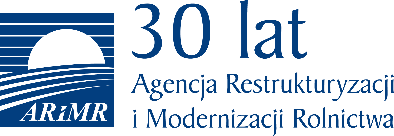 30 lat
Agencja Restrukturyzacji
i Modernizacji Rolnictwa
ARiMR